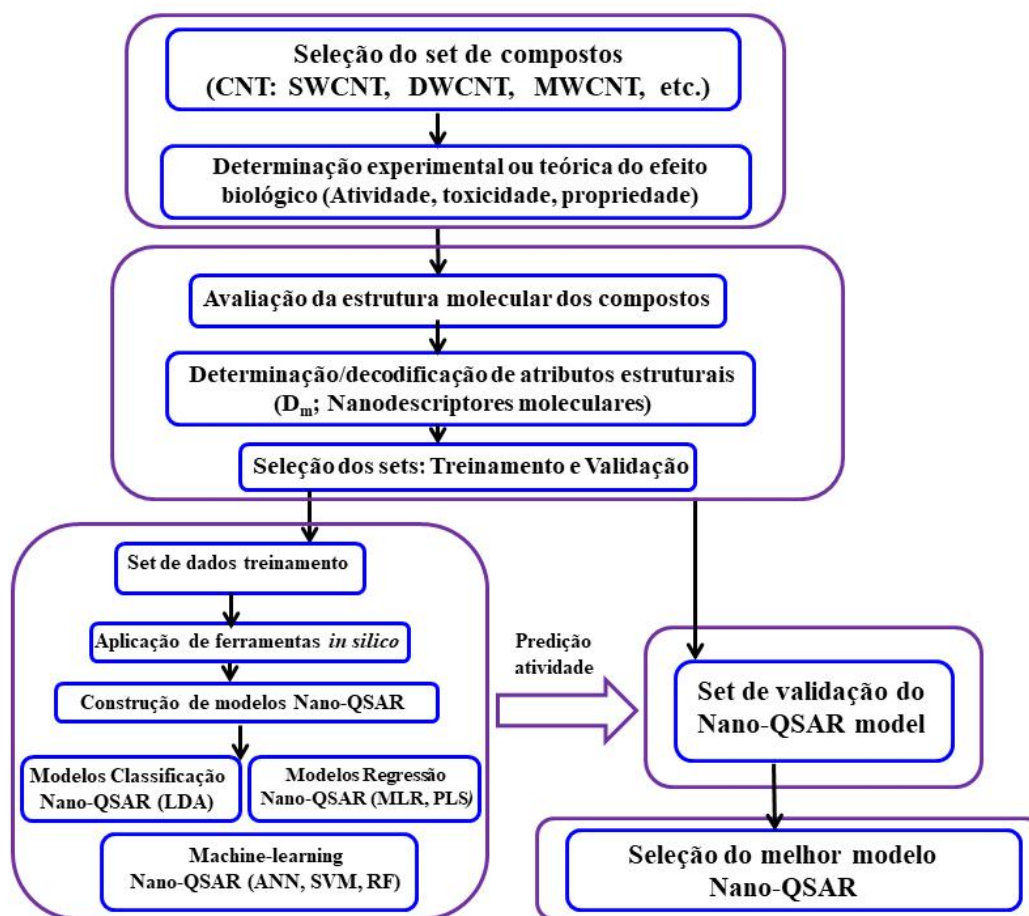 Seleção do set de compostos
(CNT: SWCNT, DWCNT, MWCNT, etc.)
Determinação experimental ou teórica do efeito
biológico (Atividade, toxicidade, propriedade)
Avaliação da estrutura molecular dos compostos
Determinação/decodificação de atributos estruturais
(Dm; Nanodescriptores moleculares)
Seleção dos sets: Treinamento e Validação
Set de dados treinamento
Aplicação de ferramentas in silico
Construção de modelos Nano-QSAR
Modelos Classificação
Nano-QSAR (LDA)
Modelos Regressão
Nano-QSAR (MLR, PLS)
Machine-learning
Nano-QSAR (ANN, SVM, RF)
Predição
atividade
Set de validação do
Nano-QSAR model
Seleção do melhor modelo
Nano-QSAR